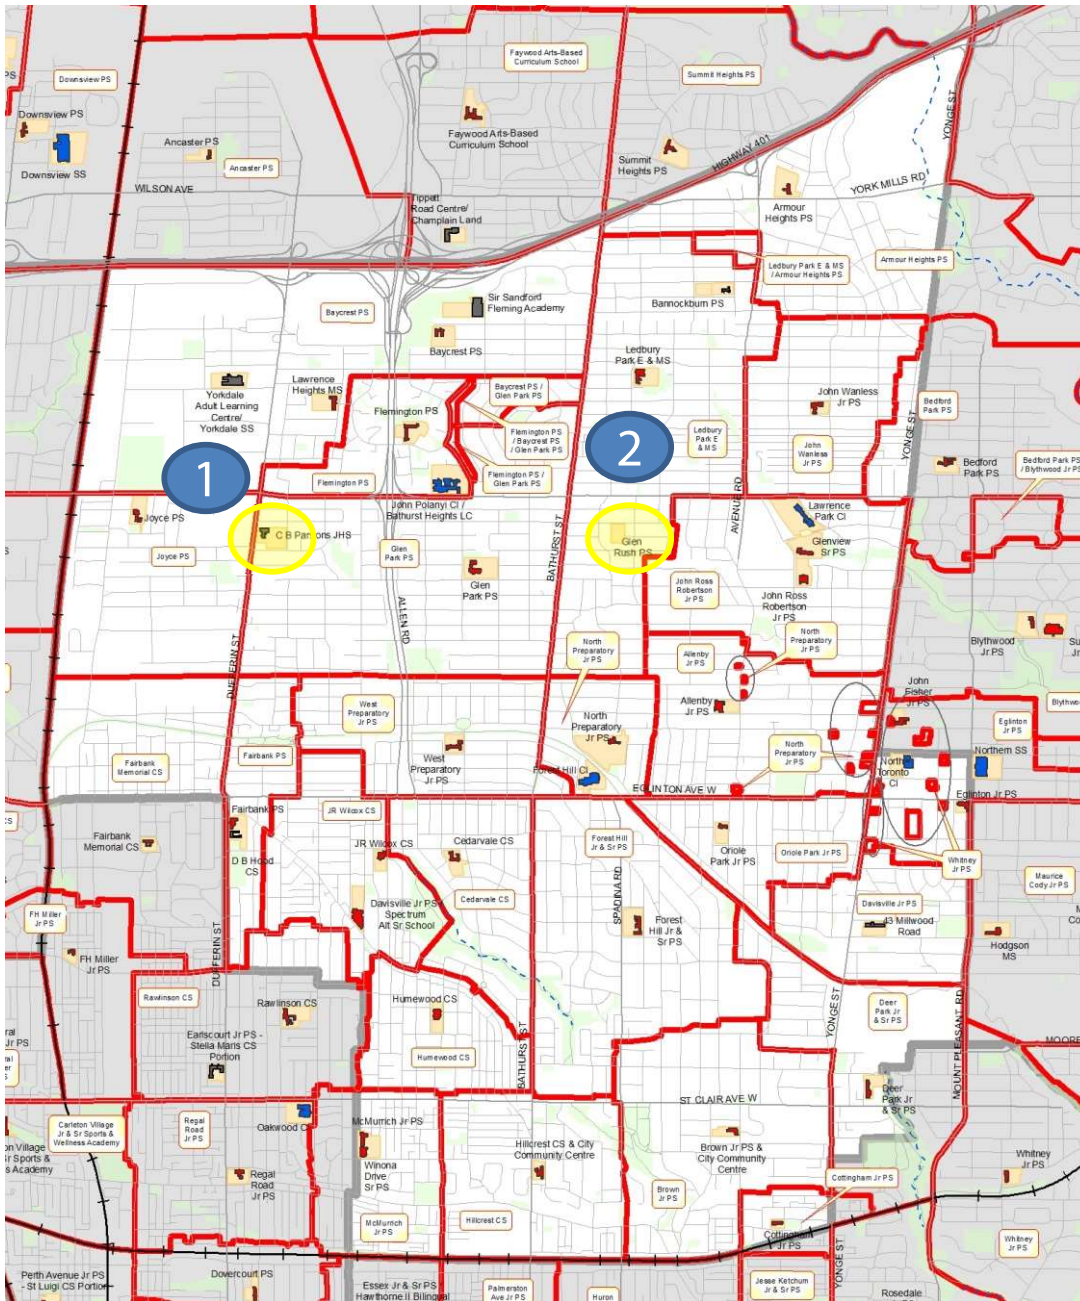 Faywood Arts-Based
Curriculum School
Downsview PS
Summit Heights PS
Downsview PS
Downsview SS
Ancaster PS
Ancaster PS
Faywood Arts-Based
Curriculum School
Summit
Heights PS
HIGHWAY 401
YONGE ST
WILSON AVE
YORK MILLS RD
Armour
Heights PS
Tippett
Road Centre/
Champlain Land
Ledbury Park E & MS
/ Armour Heights PS
Armour Heights PS
Bannockburn PS
Sir Sandford
Fleming Academy
Baycrest PS
Baycrest PS
Ledbury
Park E & MS
Yorkdale
Adult Learning
Centre/
Yorkdale SS
Lawrence
Heights MS
Flemington PS
Baycrest PS /
Glen Park PS
Flemington PS
/ Baycrest PS
/ Glen Park PS
Flemington PS /
Glen Park PS
John Wanless
Jr PS
Ledbury
Park E
& MS
John
Wanless
Jr PS
YONGE ST
Bedford
Park PS
Bedford
Park PS
Bedford Park PS
/ Blythwood Jr PS
1
2
Flemington PS
John Polanyi CI /
Bathurst Heights LC
AVENUE RD
Lawrence
Park CI
Joyce PS
Joyce PS
C B Parsons JHS
Glen
Park PS
Glen
Park PS
BATHURST ST
Glen
Rush PS
Glenview
Sr PS
John Ross
Robertson
Jr PS
John Ross
Robertson
Jr PS
ALLEN RD
DUFFERIN ST
North
Preparatory
Jr PS
Allenby
Jr PS
North
Preparatory
Jr PS
Blythwood
Jr PS
Allenby
Jr PS
John
Fisher
Jr PS
West
Preparatory
Jr PS
West
Preparatory
Jr PS
North
Preparatory
Jr PS
Forest Hill CI
North
Preparatory
Jr PS
North
Toronto
CI
Eglinton
Jr PS
Northern SS
Eglinton Jr PS
Fairbank
Memorial CS
Fairbank PS
EGLINTON AVE W
Fairbank
Memorial CS
Fairbank PS
D B Hood
CS
JR Wilcox CS
JR Wilcox CS
Cedarvale CS
Cedarvale CS
Forest Hill
Jr & Sr PS
Oriole
Park Jr PS
Oriole Park Jr PS
Whitney
Jr PS
Maurice
Cody Jr PS
Davisville Jr PS
43 Millwood
Road
Hodgson
MS
FH Miller
Jr PS
FH Miller
Jr PS
DUFFERIN ST
Davisville Jr PS /
Spectrum
Alt Sr School
SPADINA RD
Forest
Hill Jr &
Sr PS
Rawlinson CS
Rawlinson CS
Earlscourt Jr PS -
Stella Maris CS
Portion
Humewood CS
Humewood CS
BATHURST ST
YONGE ST
Deer
Park Jr
& Sr PS
MOUNT PLEASANT RD
Deer
Park Jr
& Sr PS
ST CLAIR AVE W
Carleton Village
Jr & Sr Sports &
Wellness Academy
Regal
Road
Jr PS
McMurrich Jr PS
Winona
Drive
Sr PS
Regal
Road
Jr PS
McMurrich
Jr PS
Hillcrest CS & City
Community Centre
Hillcrest CS
Brown Jr PS &
City Community
Centre
Brown
Jr PS
Cottingham Jr PS
Cottingham
Jr PS
Whitney
Jr PS
Whitney
Jr PS
YONGE ST
Perth Avenue Jr PS
- St Luigi CS Portion
Dovercourt PS
Essex Jr & Sr PS /
Hawthorne II Bilingual
Palmerston
Ave Jr PS
Huron
Jesse Ketchum
Jr & Sr PS
Rosedale